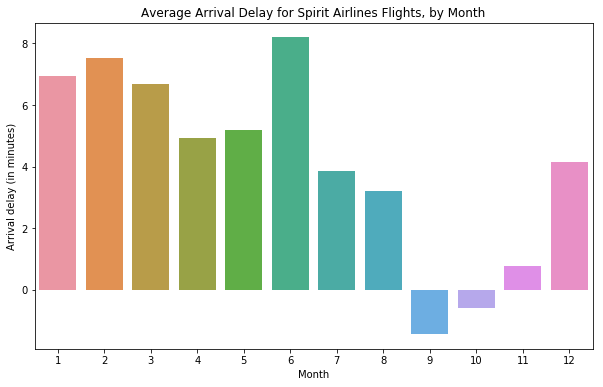 Average Arrival Delay for Spirit Airlines Flights, by Month
Arrival delay (in minutes)
8
6
4
2
0
1 2 3 4 5 6 7 8 9 10 11 12
Month